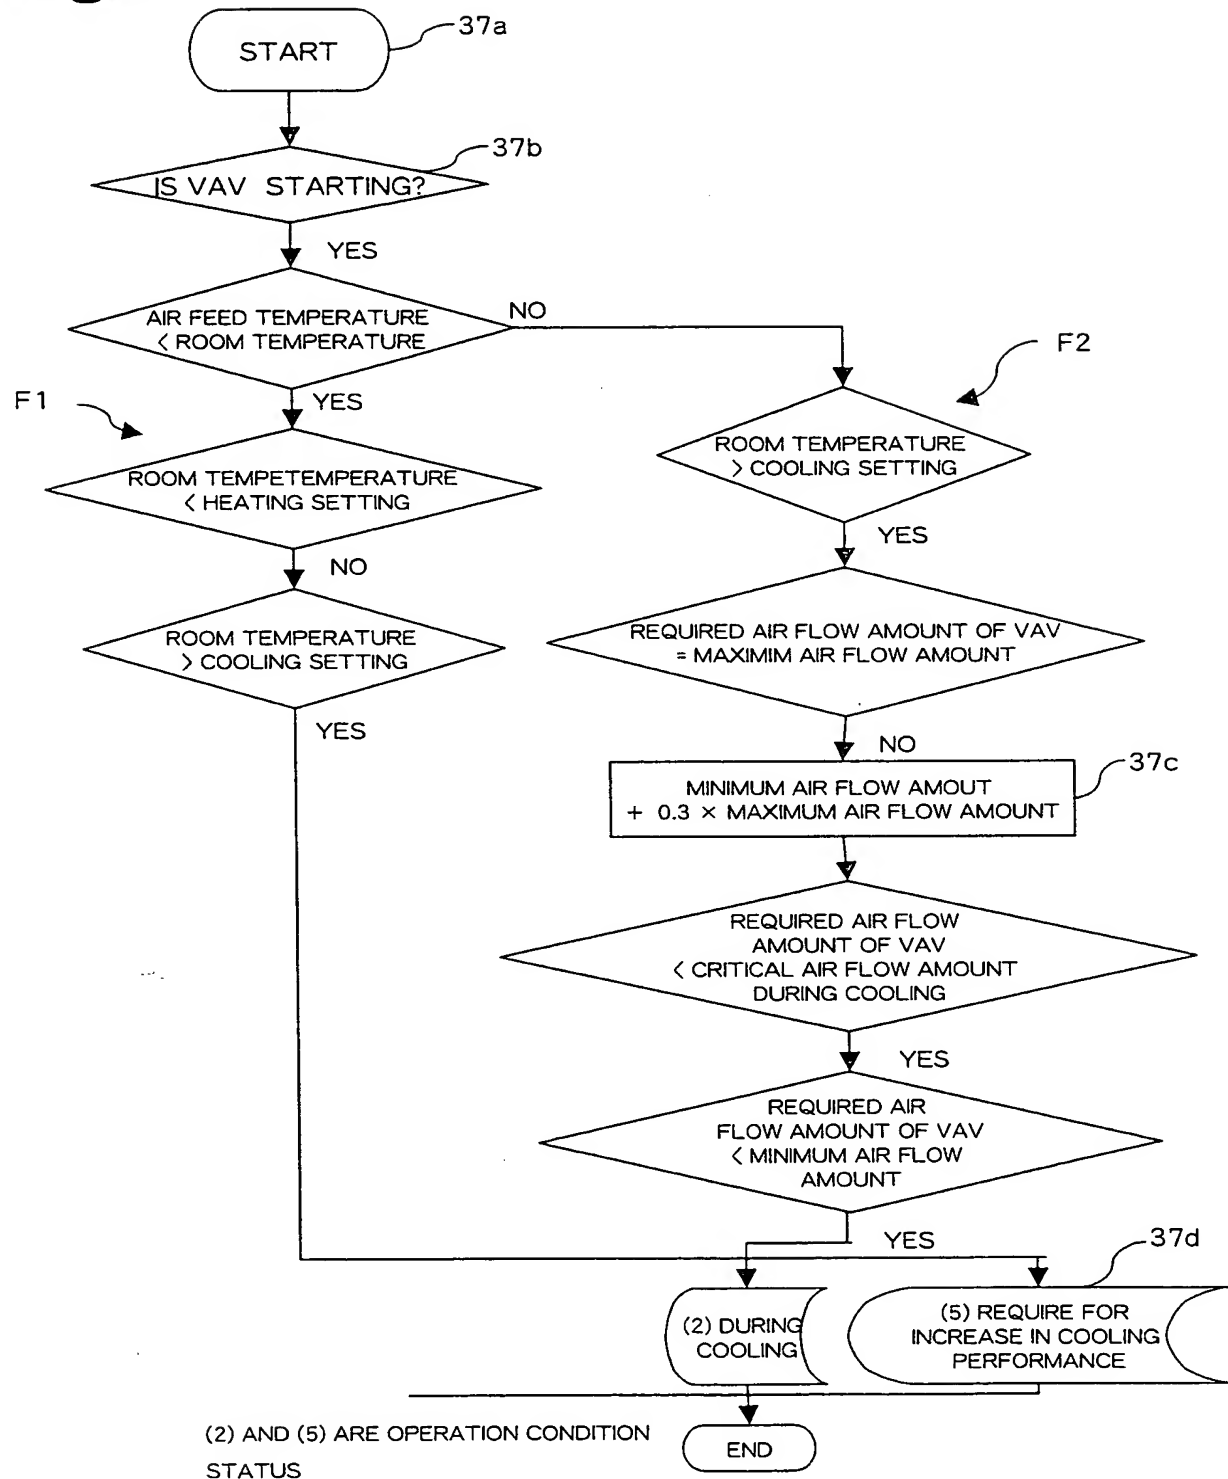 START
37a
37b
IS VAV STARTING?
YES
AIR FEED TEMPERATURE
< ROOM TEMPERATURE
NO
F2
F1
YES
ROOM TEMPERATURE
> COOLING SETTING
ROOM TEMPETEMPERATURE
< HEATING SETTING
YES
NO
REQUIRED AIR FLOW AMOUNT OF VAV
= MAXIMIM AIR FLOW AMOUNT
ROOM TEMPERATURE
> COOLING SETTING
YES
NO
37c
MINIMUM AIR FLOW AMOUT
+ 0.3 × MAXIMUM AIR FLOW AMOUNT
REQUIRED AIR FLOW
AMOUNT OF VAV
< CRITICAL AIR FLOW AMOUNT
DURING COOLING
YES
REQUIRED AIR
FLOW AMOUNT OF VAV
< MINIMUM AIR FLOW
AMOUNT
YES
37d
(2) DURING
COOLING
(5) REQUIRE FOR
INCREASE IN COOLING
PERFORMANCE
(2) AND (5) ARE OPERATION CONDITION
STATUS
END